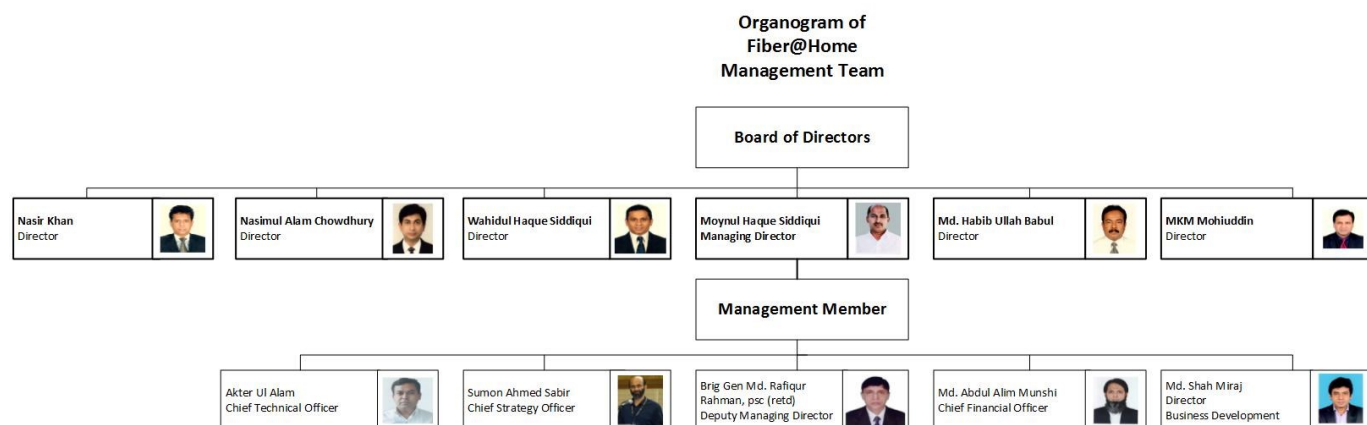 Organogram of
Fiber@Home
Management Team
Board of Directors
Nasir Khan
Director
Nasimul Alam Chowdhury
Director
Wahidul Haque Siddiqui
Director
Moynul Haque Siddiqui
Managing Director
Md. Habib Ullah Babul
Director
MKM Mohiuddin
Director
Management Member
Akter Ul Alam
Chief Technical Officer
Sumon Ahmed Sabir
Chief Strategy Officer
Brig Gen Md. Rafiqur
Rahman, psc (retd)
Deputy Managing Director
Md. Abdul Alim Munshi
Chief Financial Officer
Md. Shah Miraj
Director
Business Development